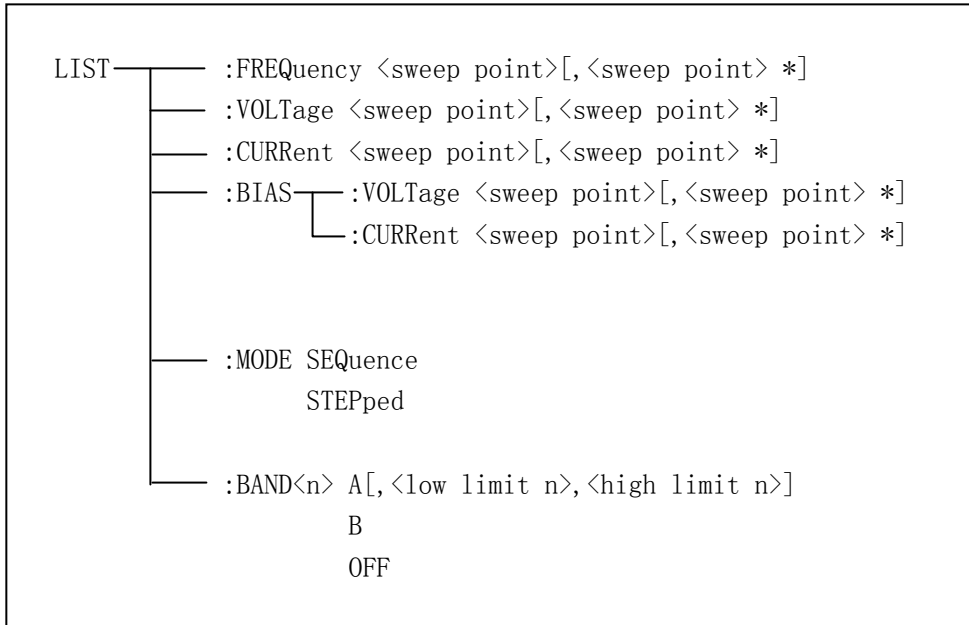 LIST :FREQuency <sweep point>[,<sweep point> *]
:VOLTage <sweep point>[,<sweep point> *]
:CURRent <sweep point>[,<sweep point> *]
:BIAS :VOLTage <sweep point>[,<sweep point> *]
:CURRent <sweep point>[,<sweep point> *]
:MODE SEQuence
STEPped
:BAND<n> A[,<low limit n>,<high limit n>]
B
OFF